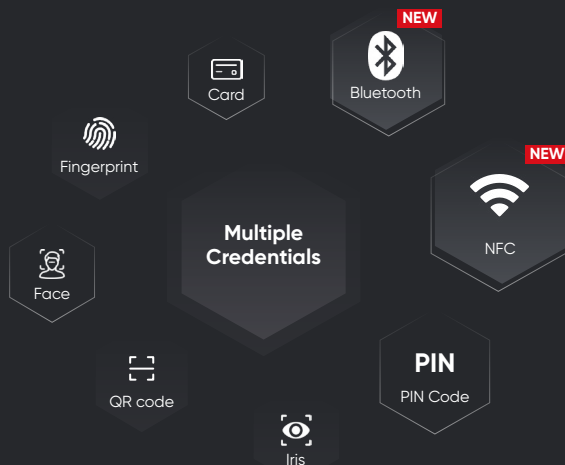 NEW
Card
Bluetooth
Fingerprint
NEW
Multiple
Credentials
NFC
Face
PIN
PIN Code
QR code
Iris